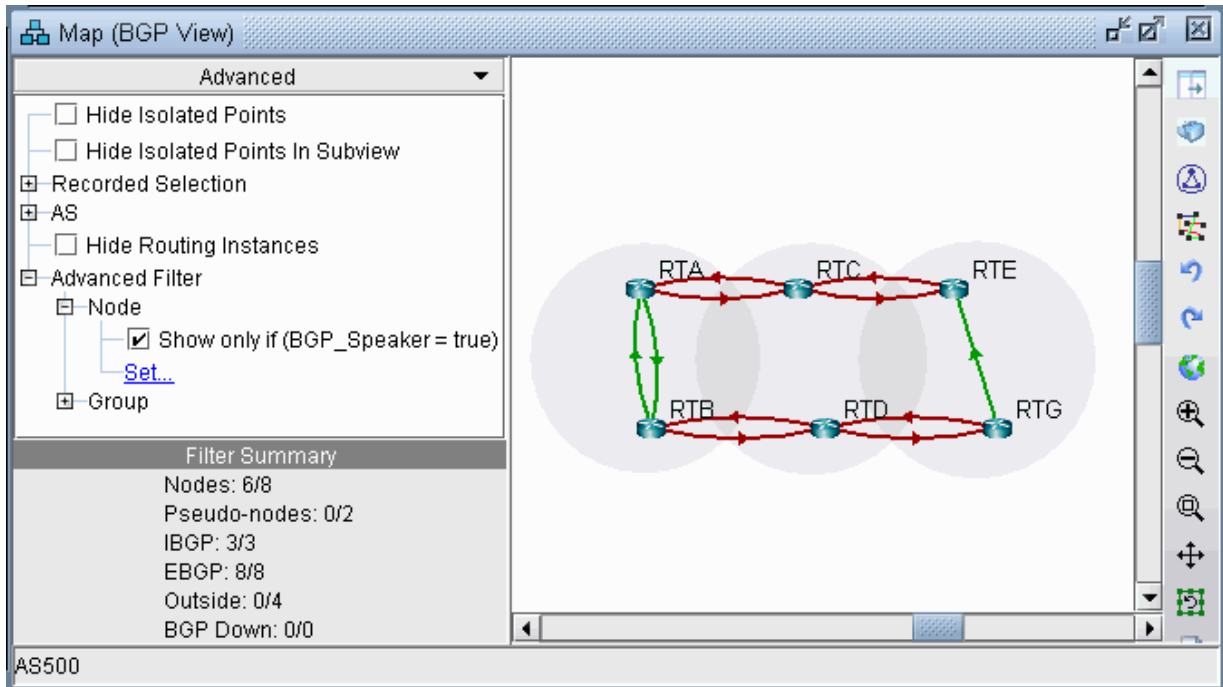 Map (BGP View)
Advanced
Hide Isolated Points
Hide Isolated Points In Subview
Recorded Selection
AS
Hide Routing Instances
Advanced Filter
Node
Show only if (BGP_Speaker = true)
Set...
Group
Filter Summary
Nodes: 6/8
Pseudo-nodes: 0/2
IBGP: 3/3
EBGP: 8/8
Outside: 0/4
BGP Down: 0/0
RTA RTC RTE
RTB RTD RTG
AS500